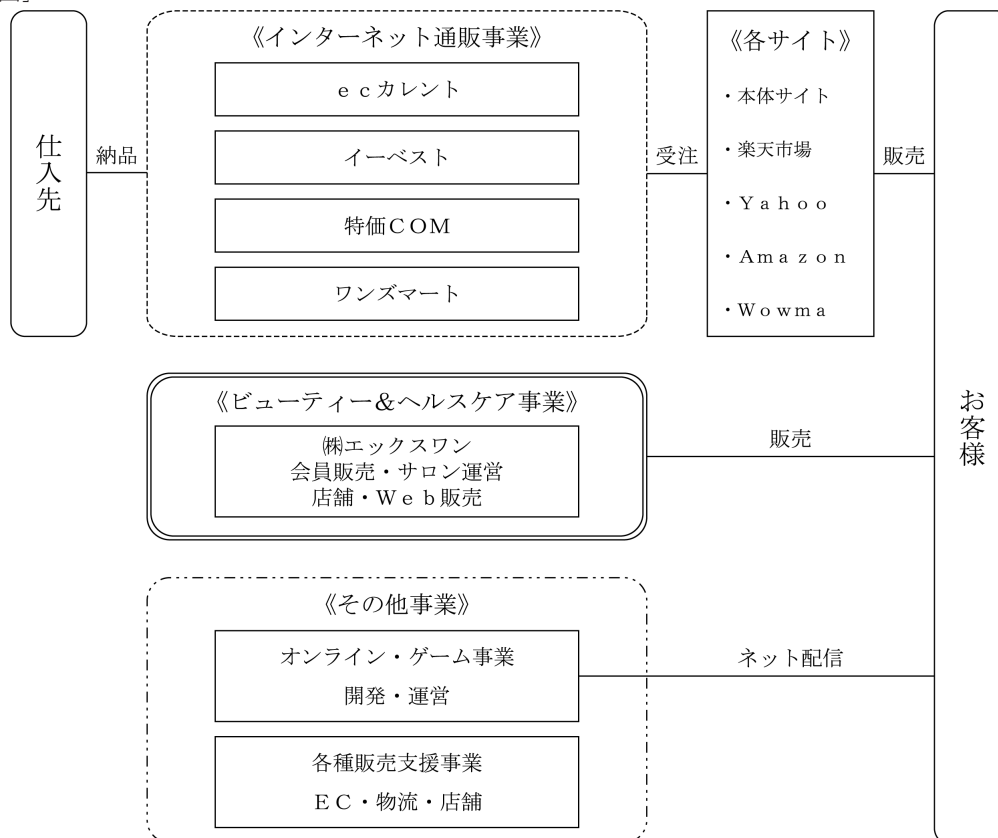 仕入先
納品
《インターネット通販事業》
ｅｃカレント
イーベスト
特価ＣＯＭ
ワンズマート
受注
《各サイト》
・本体サイト
・楽天市場
・Ｙａｈｏｏ
・Ａｍａｚｏｎ
・Ｗｏｗｍａ
販売
お客様
《ビューティー＆ヘルスケア事業》
㈱エックスワン
会員販売・サロン運営
店舗・Ｗｅｂ販売
販売
《その他事業》
オンライン・ゲーム事業
開発・運営
ネット配信
各種販売支援事業
ＥＣ・物流・店舗